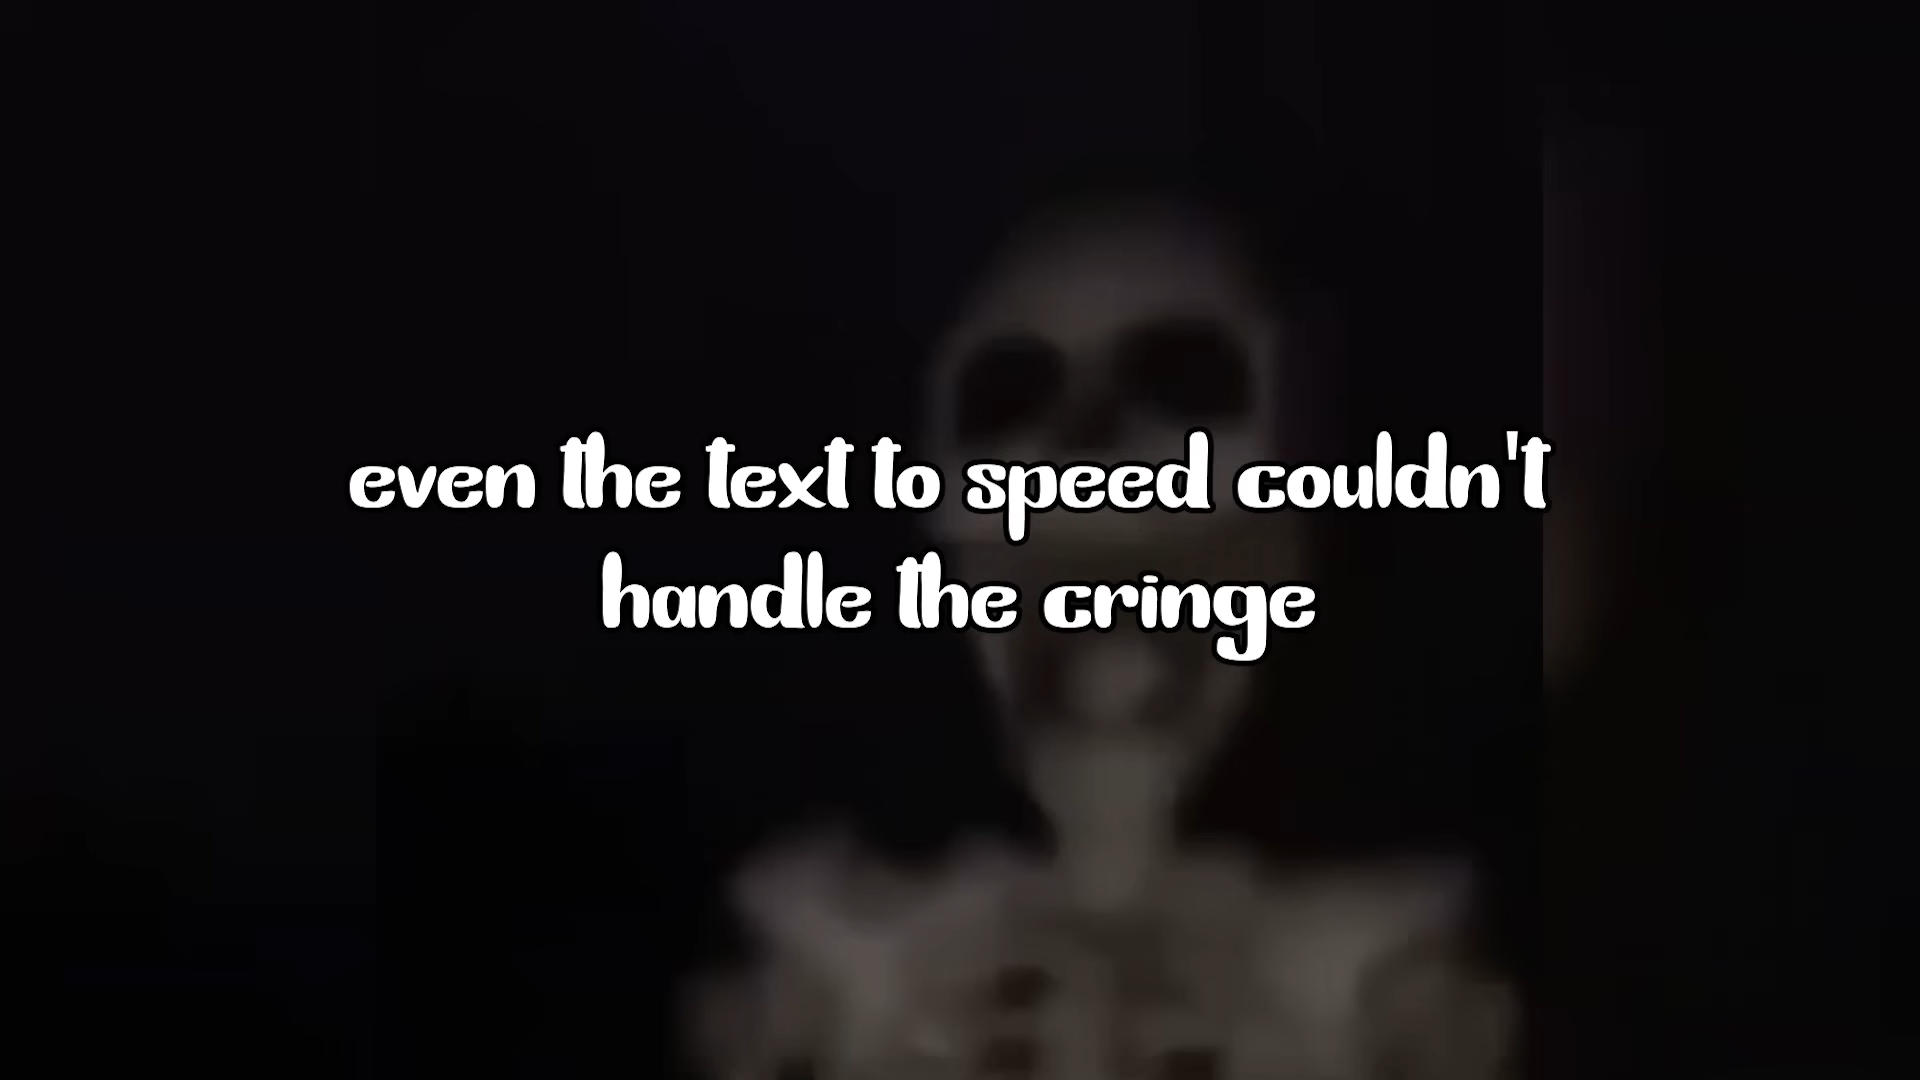 even the text to speed couldn't
handle the cringe